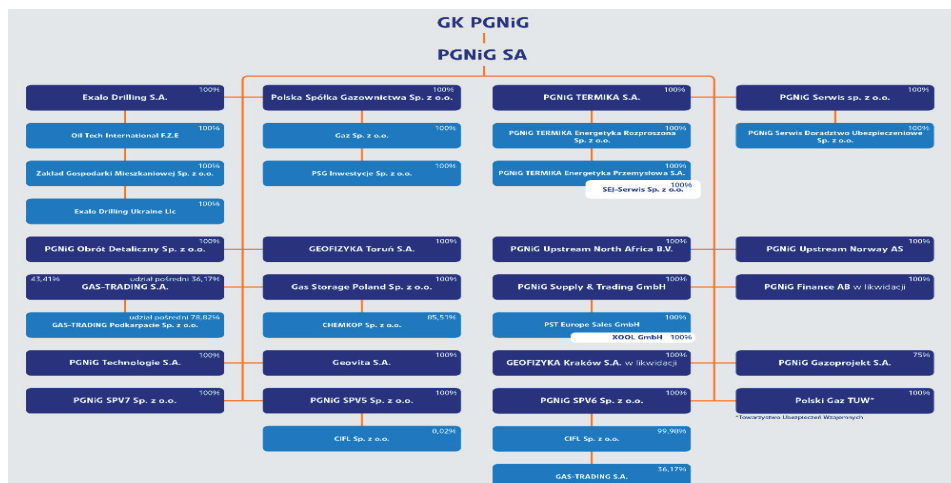 GK PGNiG
PGNiG SA
100%
Exalo Drilling S.A.
100%
Polska Spółka Gazownictwa Sp. z o.o.
100%
PGNiG TERMIKA S.A.
100%
PGNiG Serwis sp. z o.o.
100%
Oil Tech International F.Z.E
100%
Gaz Sp. z o.o.
100%
PGNiG TERMIKA Energetyka Rozproszona
Sp. z o.o.
100%
PGNiG Serwis Doradztwo Ubezpieczeniowe
Sp. z o.o.
100%
Zakład Gospodarki Mieszkaniowej Sp. z o.o.
100%
PSG Inwestycje Sp. z o.o.
100%
PGNiG TERMIKA Energetyka Przemysłowa S.A.
100%
SEJ-Serwis Sp. z o.o.
100%
Exalo Drilling Ukraine Llc
100%
PGNiG Obrót Detaliczny Sp. z o.o.
100%
GEOFIZYKA Toruń S.A.
100%
PGNiG Upstream North Africa B.V.
100%
PGNiG Upstream Norway AS
43,41% udział pośredni 36,17%
GAS-TRADING S.A.
100%
Gas Storage Poland Sp. z o.o.
100%
PGNiG Supply & Trading GmbH
100%
PGNiG Finance AB w likwidacji
udział pośredni 78,82%
GAS-TRADING Podkarpacie Sp. z o.o.
85,51%
CHEMKOP Sp. z o.o.
100%
PST Europe Sales GmbH
XOOL GmbH 100%
100%
PGNiG Technologie S.A.
100%
Geovita S.A.
100%
GEOFIZYKA Kraków S.A. w likwidacji
75%
PGNiG Gazoprojekt S.A.
100%
PGNiG SPV7 Sp. z o.o.
100%
PGNiG SPV5 Sp. z o.o.
100%
PGNiG SPV6 Sp. z o.o.
100%
Polski Gaz TUW*
*Towarzystwo Ubezpieczeń Wzajemnych
0,02%
CIFL Sp. z o.o.
99,98%
CIFL Sp. z o.o.
36,17%
GAS-TRADING S.A.